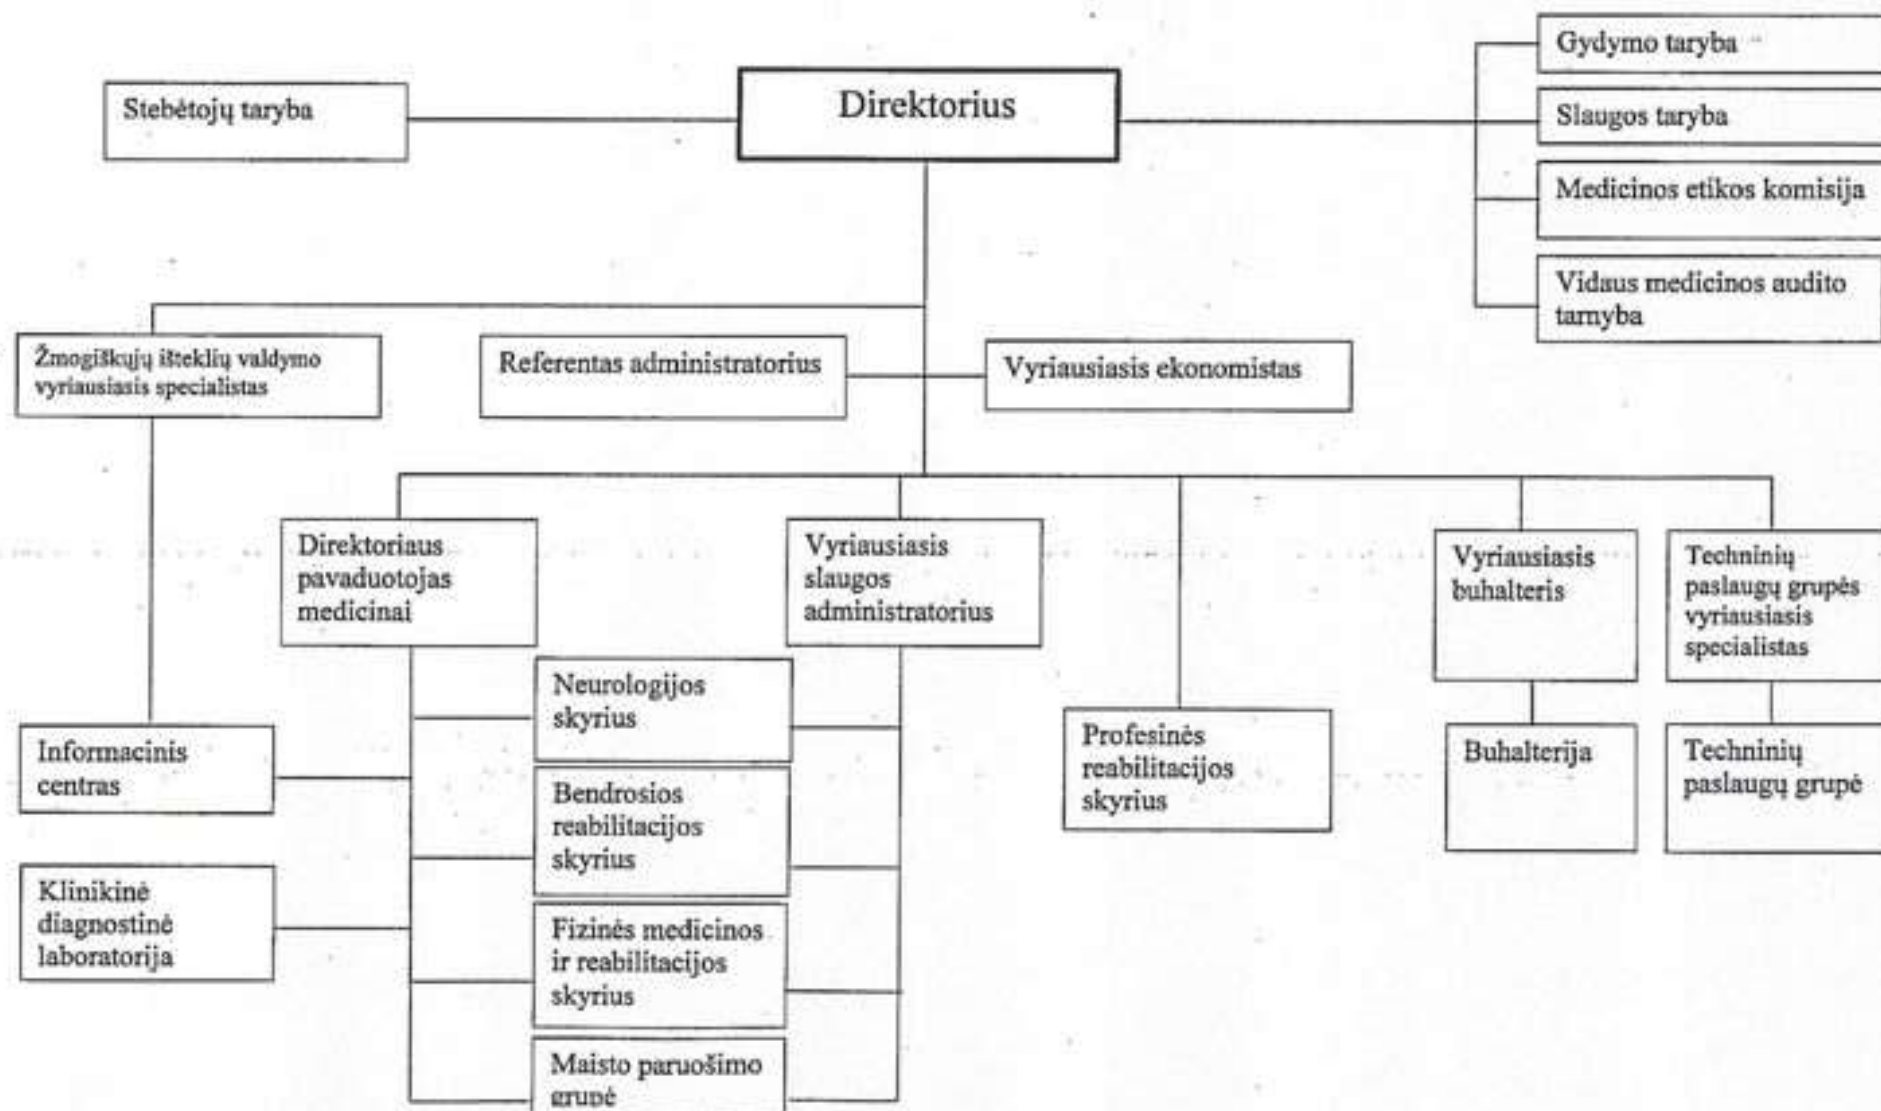 Gydymo taryba
Stebėtojų taryba
Direktorius
Slaugos taryba
Medicinos etikos komisija
Vidaus medicinos audito
tarnyba
Žmogiškųjų išteklių valdymo
vyriausiasis specialistas
Referentas administratorius
Vyriausiasis ekonomistas
Direktoriaus
pavaduotojas
medicinai
Vyriausiasis
slaugos
administratorius
Vyriausiasis
buhalteris
Techninių
paslaugų grupės
vyriausiasis
specialistas
Neurologijos
skyrius
Informacinis
centras
Profesinės
reabilitacijos
skyrius
Buhalterija
Techninių
paslaugų grupė
Bendrosios
reabilitacijos
skyrius
Klinikinė
diagnostinė
laboratorija
Fizinės medicinos
ir reabilitacijos
skyrius
Maisto paruošimo
grupė